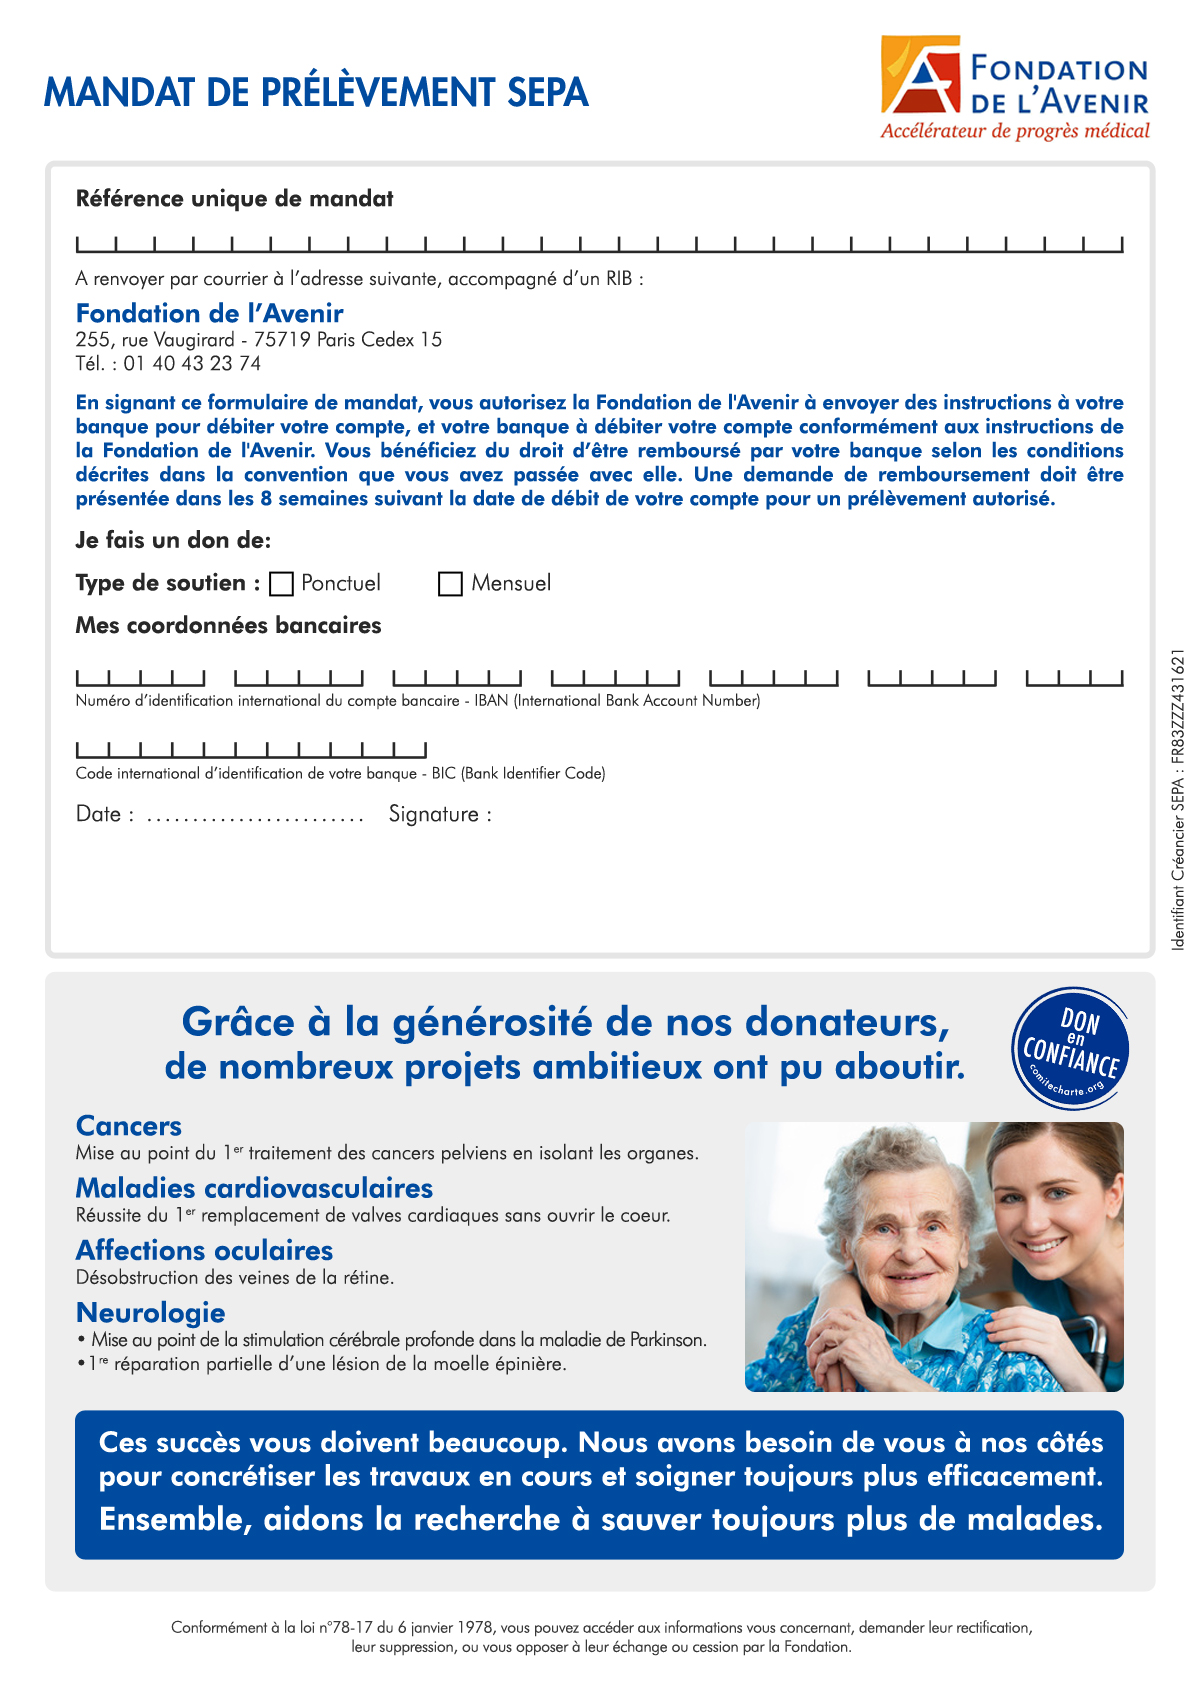 MANDAT DE PRÉLÈVEMENT SEPA
FONDATION
DE L'AVENIR
Accélérateur de progrès médical
Référence unique de mandat
A renvoyer par courrier à l’adresse suivante, accompagné d’un RIB :
Fondation de l’Avenir
255, rue Vaugirard - 75719 Paris Cedex 15
Tél. : 01 40 43 23 74
En signant ce formulaire de mandat, vous autorisez la Fondation de l'Avenir à envoyer des instructions à votre
banque pour débiter votre compte, et votre banque à débiter votre compte conformément aux instructions de
la Fondation de l'Avenir. Vous bénéficiez du droit d’être remboursé par votre banque selon les conditions
décrites dans la convention que vous avez passée avec elle. Une demande de remboursement doit être
présentée dans les 8 semaines suivant la date de débit de votre compte pour un prélèvement autorisé.
Je fais un don de:
Type de soutien : Ponctuel Mensuel
Mes coordonnées bancaires
Numéro d’identification international du compte bancaire - IBAN (International Bank Account Number)
Code international d’identification de votre banque - BIC (Bank Identifier Code)
Date : ........................ Signature :
Identifiant Créancier SEPA : FR83ZZZ431621
Grâce à la générosité de nos donateurs,
de nombreux projets ambitieux ont pu aboutir.
DON
en
CONFIANCE
comitecharte.org
Cancers
Mise au point du 1er traitement des cancers pelviens en isolant les organes.
Maladies cardiovasculaires
Réussite du 1er remplacement de valves cardiaques sans ouvrir le coeur.
Affections oculaires
Désobstruction des veines de la rétine.
Neurologie
• Mise au point de la stimulation cérébrale profonde dans la maladie de Parkinson.
• 1re réparation partielle d’une lésion de la moelle épinière.
Ces succès vous doivent beaucoup. Nous avons besoin de vous à nos côtés
pour concrétiser les travaux en cours et soigner toujours plus efficacement.
Ensemble, aidons la recherche à sauver toujours plus de malades.
Conformément à la loi n°78-17 du 6 janvier 1978, vous pouvez accéder aux informations vous concernant, demander leur rectification,
leur suppression, ou vous opposer à leur échange ou cession par la Fondation.